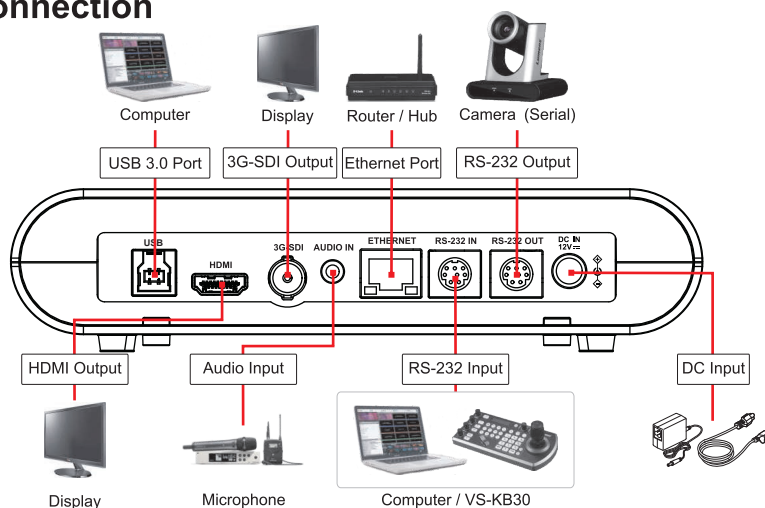 onnection
Computer
Display
Router / Hub
Camera (Serial)
USB 3.0 Port
3G-SDI Output
Ethernet Port
RS-232 Output
USB
HDMI
3G-SDI
AUDIO IN
ETHERNET
RS-232 IN
RS-232 OUT
DC IN
12V
HDMI Output
Audio Input
RS-232 Input
DC Input
Display
Microphone
Computer / VS-KB30